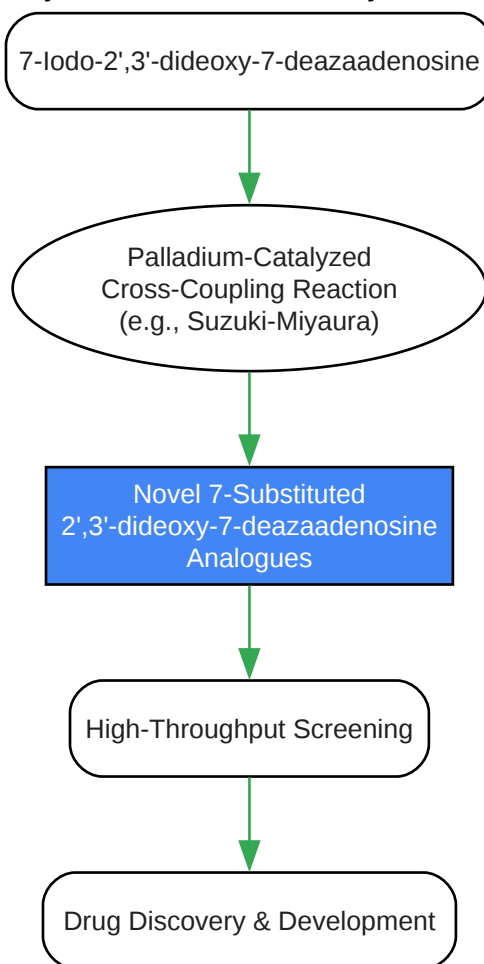 7-Iodo-2',3'-dideoxy-7-deazaadenosine
Palladium-Catalyzed
Cross-Coupling Reaction
(e.g., Suzuki-Miyaura)
Novel 7-Substituted
2',3'-dideoxy-7-deazaadenosine
Analogues
High-Throughput Screening
Drug Discovery & Development